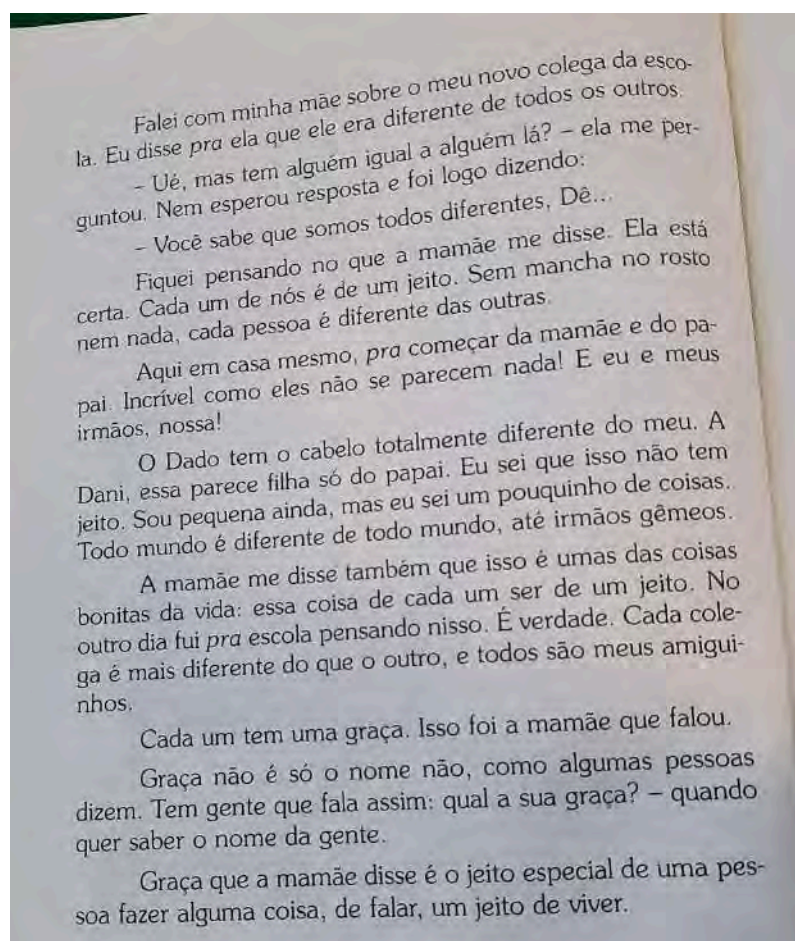 Falei com minha mãe sobre o meu novo colega da esco-
la. Eu disse pra ela que ele era diferente de todos os outros.
– Ué, mas tem alguém igual a alguém lá? – ela me per-
guntou. Nem esperou resposta e foi logo dizendo:
– Você sabe que somos todos diferentes, Dê...
Fiquei pensando no que a mamãe me disse. Ela está
certa. Cada um de nós é de um jeito. Sem mancha no rosto
nem nada, cada pessoa é diferente das outras.
Aqui em casa mesmo, pra começar da mamãe e do pa-
pai. Incrível como eles não se parecem nada! E eu e meus
irmãos, nossa!
O Dado tem o cabelo totalmente diferente do meu. A
Dani, essa parece filha só do papai. Eu sei que isso não tem
jeito. Sou pequena ainda, mas eu sei um pouquinho de coisas.
Todo mundo é diferente de todo mundo, até irmãos gêmeos.
A mamãe me disse também que isso é umas das coisas
bonitas da vida: essa coisa de cada um ser de um jeito. No
outro dia fui pra escola pensando nisso. É verdade. Cada cole-
ga é mais diferente do que o outro, e todos são meus amigui-
nhos.
Cada um tem uma graça. Isso foi a mamãe que falou.
Graça não é só o nome não, como algumas pessoas
dizem. Tem gente que fala assim: qual a sua graça? – quando
quer saber o nome da gente.
Graça que a mamãe disse é o jeito especial de uma pes-
soa fazer alguma coisa, de falar, um jeito de viver.